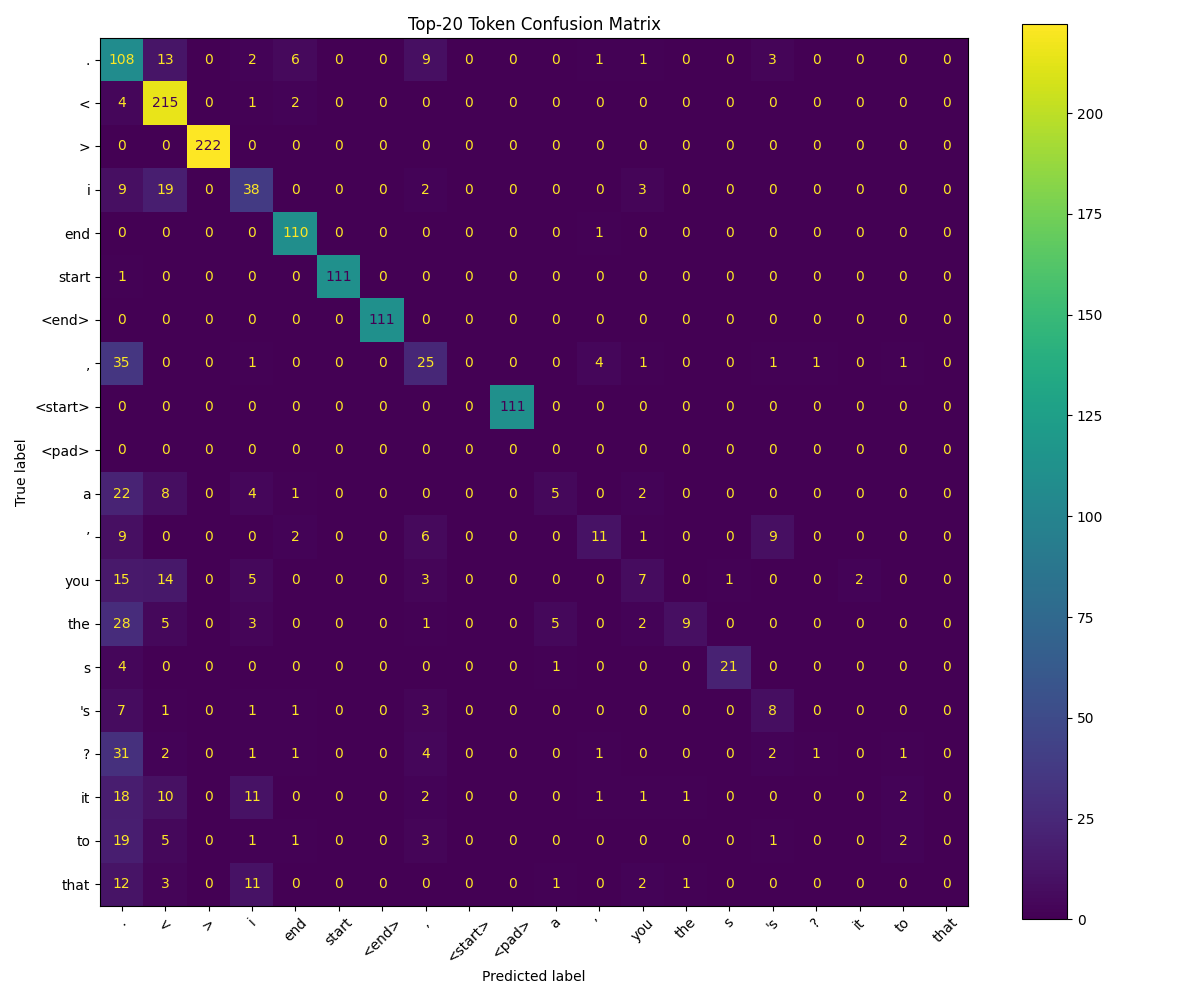 Top-20 Token Confusion Matrix
. 108 13 0 2 6 0 0 9 0 0 0 1 1 0 0 3 0 0 0 0
< 4 215 0 1 2 0 0 0 0 0 0 0 0 0 0 0 0 0 0 0
> 0 0 222 0 0 0 0 0 0 0 0 0 0 0 0 0 0 0 0 0
i 9 19 0 38 0 0 0 2 0 0 0 0 3 0 0 0 0 0 0 0
end 0 0 0 0 110 0 0 0 0 0 0 1 0 0 0 0 0 0 0 0
start 1 0 0 0 0 111 0 0 0 0 0 0 0 0 0 0 0 0 0 0
<end> 0 0 0 0 0 0 111 0 0 0 0 0 0 0 0 0 0 0 0 0
, 35 0 0 1 0 0 0 25 0 0 0 4 1 0 0 1 1 0 1 0
<start> 0 0 0 0 0 0 0 0 0 111 0 0 0 0 0 0 0 0 0 0
<pad> 0 0 0 0 0 0 0 0 0 0 0 0 0 0 0 0 0 0 0 0
a 22 8 0 4 1 0 0 0 0 0 5 0 2 0 0 0 0 0 0 0
’ 9 0 0 0 2 0 0 6 0 0 0 11 1 0 0 9 0 0 0 0
you 15 14 0 5 0 0 0 3 0 0 0 0 7 0 1 0 0 2 0 0
the 28 5 0 3 0 0 0 1 0 0 5 0 2 9 0 0 0 0 0 0
s 4 0 0 0 0 0 0 0 0 0 1 0 0 0 21 0 0 0 0 0
's 7 1 0 1 1 0 0 3 0 0 0 0 0 0 0 8 0 0 0 0
? 31 2 0 1 1 0 0 4 0 0 0 1 0 0 0 2 1 0 1 0
it 18 10 0 11 0 0 0 2 0 0 0 1 1 1 0 0 0 0 2 0
to 19 5 0 1 1 0 0 3 0 0 0 0 0 0 0 1 0 0 2 0
that 12 3 0 11 0 0 0 0 0 0 1 0 2 1 0 0 0 0 0 0
. < > i end start <end> , <start> <pad> a ’ you the s 's ? it to that
Predicted label
True label
200
175
150
125
100
75
50
25
0